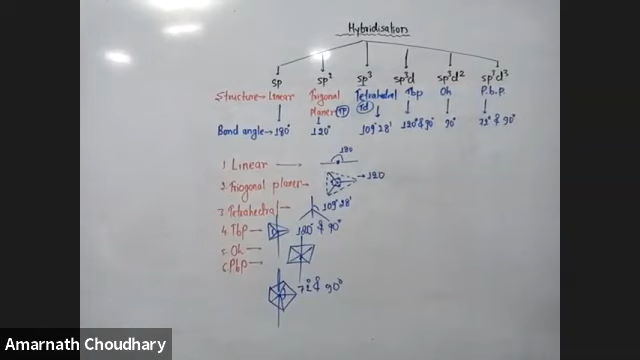 Hybridisation
sp sp² sp³ sp³d sp³d² sp³d³
Structure → Linear Trigonal planer (TP) Tetrahedral (Td) Tbp Oh P.b.p.
Bond angle → 180° 120° 109°28' 120° & 90° 90° 72° & 90°
1 Linear → 180
2. Triogonal planer → → 120
3 Tetrahedral → 109°28'
4. Tbp → 120° & 90°
5. Oh →
6. Pbp →
72° & 90°
Amarnath Choudhary